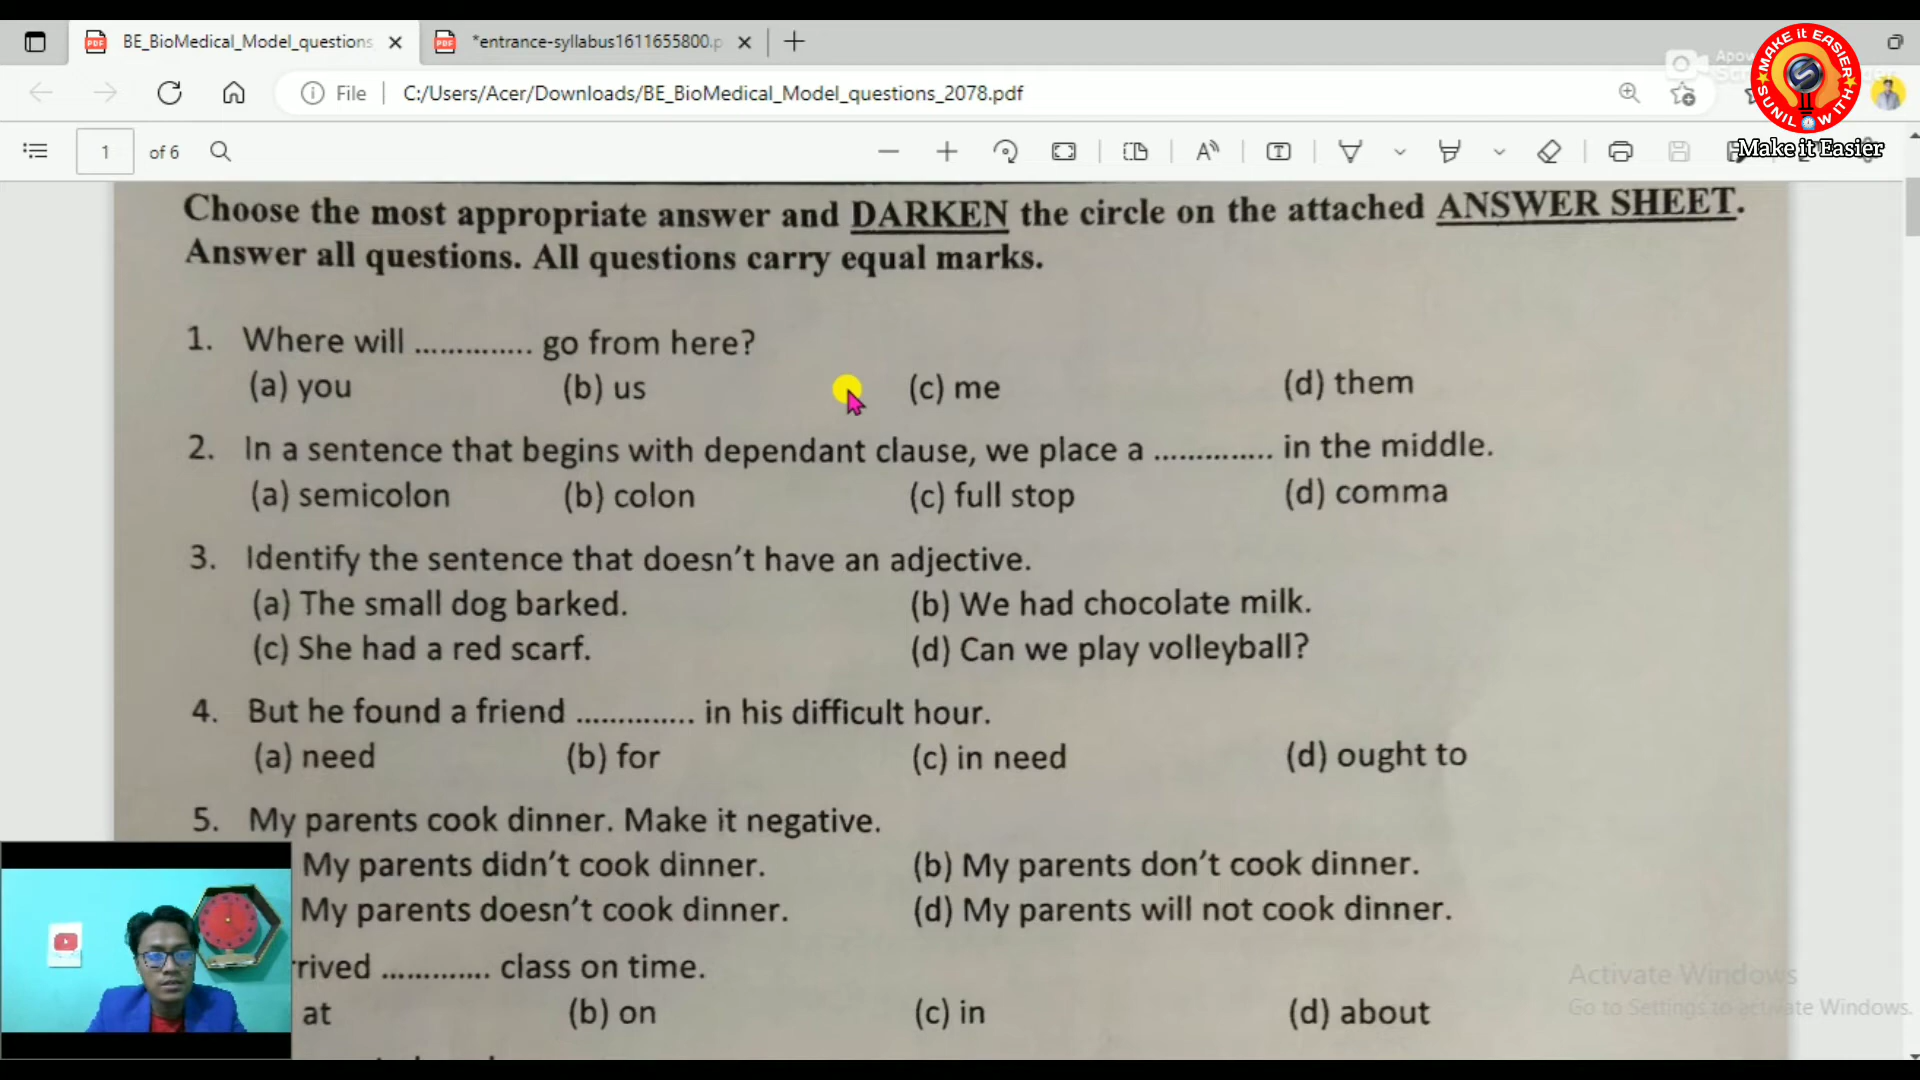 BE_BioMedical_Model_questions
*entrance-syllabus1611655800.p
File
C:/Users/Acer/Downloads/BE_BioMedical_Model_questions_2078.pdf
MAKE iT EASIER
SUNIL WITH
Make it Easier
1 of 6
Choose the most appropriate answer and DARKEN the circle on the attached ANSWER SHEET.
Answer all questions. All questions carry equal marks.
1. Where will .............. go from here?
(a) you (b) us (c) me (d) them
2. In a sentence that begins with dependant clause, we place a .............. in the middle.
(a) semicolon (b) colon (c) full stop (d) comma
3. Identify the sentence that doesn't have an adjective.
(a) The small dog barked. (b) We had chocolate milk.
(c) She had a red scarf. (d) Can we play volleyball?
4. But he found a friend .............. in his difficult hour.
(a) need (b) for (c) in need (d) ought to
5. My parents cook dinner. Make it negative.
My parents didn't cook dinner. (b) My parents don't cook dinner.
My parents doesn't cook dinner. (d) My parents will not cook dinner.
rrived ............. class on time.
at (b) on (c) in (d) about
Activate Windows
Go to Settings to activate Windows.